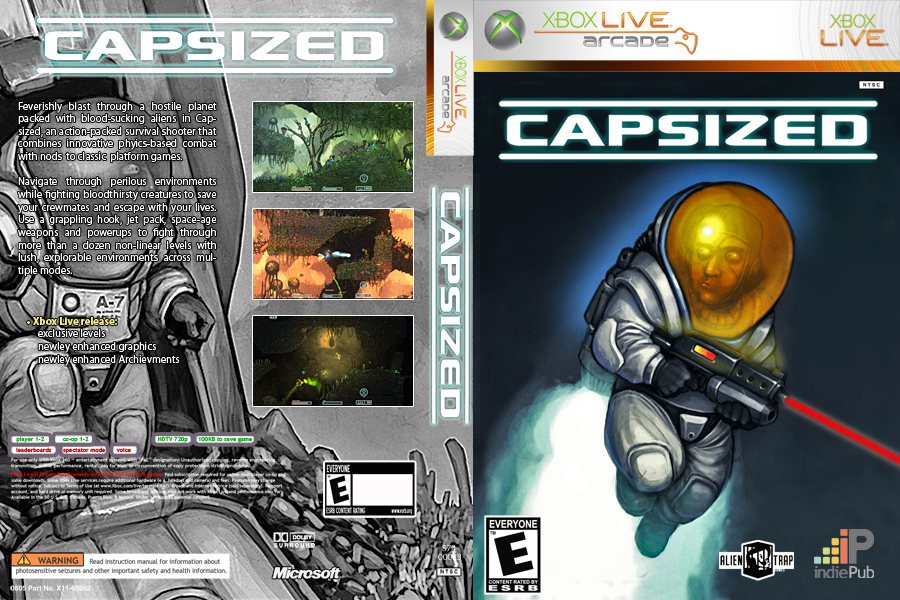 CAPSIZED
Feverishly blast through a hostile planet
packed with blood-sucking aliens in Cap-
sized, an action-packed survival shooter that
combines innovative phyics-based combat
with nods to classic platform games.
Navigate through perilous environments
while fighting bloodthirsty creatures to save
your crewmates and escape with your lives.
Use a grappling hook, jet pack, space-age
weapons and powerups to fight through
more than a dozen non-linear levels with
lush, explorable environments across mul-
tiple modes.
A-7
• Xbox Live release:
exclusive levels
newley enhanced graphics
newley enhanced Archievments
player 1-2 co-op 1-2 HDTV 720p 100KB to save game
leaderboards spectator mode voice
EVERYONE
E
ESRB CONTENT RATING www.esrb.org
WARNING Read instruction manual for information about
photosensitive seizures and other important safety and health information.
0805 Part No.
DOLBY
SURROUND
Microsoft
NTSC
XBOX LIVE
arcade
CAPSIZED
XBOX LIVE
arcade
XBOX
LIVE
NTSC
CAPSIZED
EVERYONE
E
CONTENT RATED BY
ESRB
ALIEN TRAP
iP
indiePub